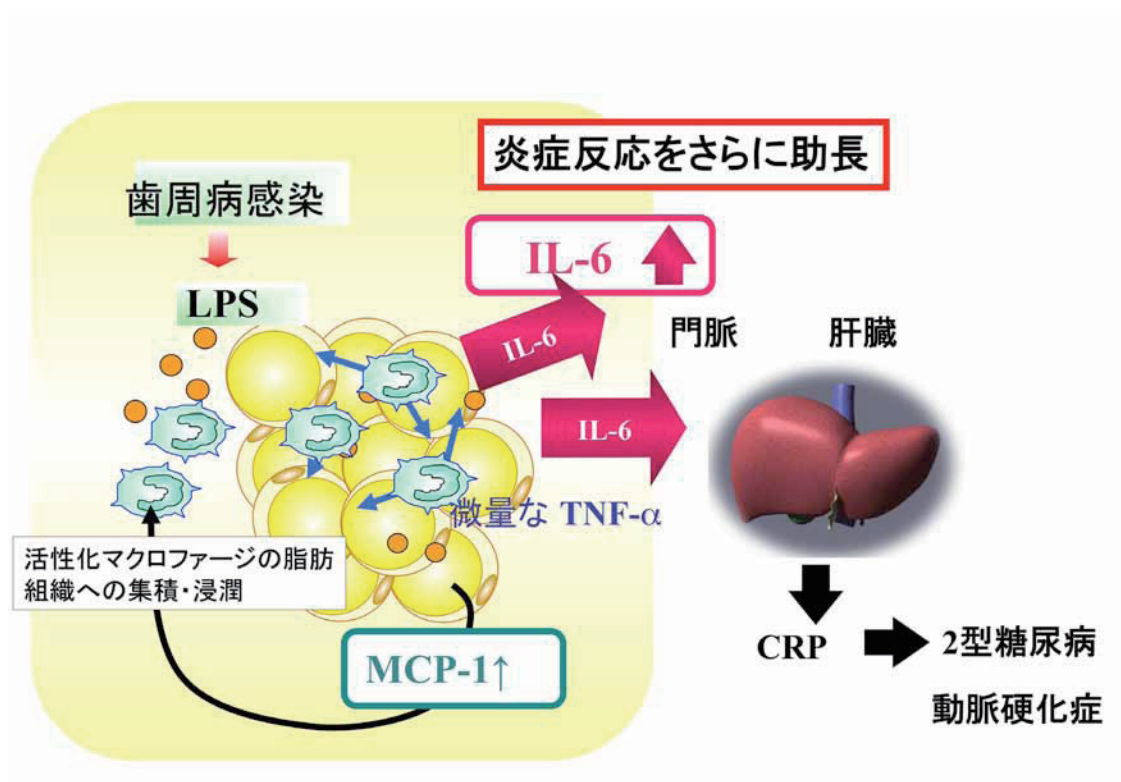 炎症反応をさらに助長
歯周病感染
IL-6
LPS
IL-6
門脈
肝臓
IL-6
微量な TNF-α
活性化マクロファージの脂肪
組織への集積・浸潤
MCP-1↑
CRP
2型糖尿病
動脈硬化症